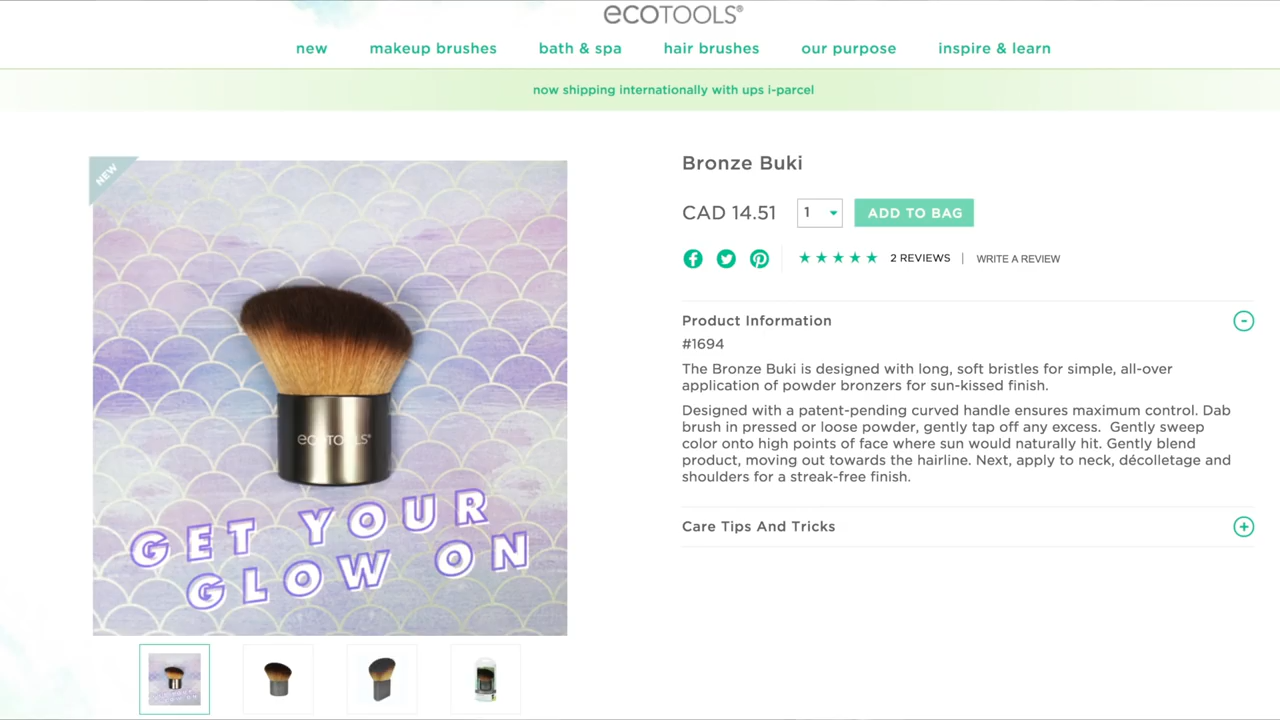 ecoTOOLS®
new makeup brushes bath & spa hair brushes our purpose inspire & learn
now shipping internationally with ups i-parcel
NEW
ecoTOOLS®
GET YOUR
GLOW ON
Bronze Buki
CAD 14.51 1 ADD TO BAG
2 REVIEWS | WRITE A REVIEW
Product Information
#1694
The Bronze Buki is designed with long, soft bristles for simple, all-over
application of powder bronzers for sun-kissed finish.
Designed with a patent-pending curved handle ensures maximum control. Dab
brush in pressed or loose powder, gently tap off any excess.  Gently sweep
color onto high points of face where sun would naturally hit. Gently blend
product, moving out towards the hairline. Next, apply to neck, décolletage and
shoulders for a streak-free finish.
Care Tips And Tricks